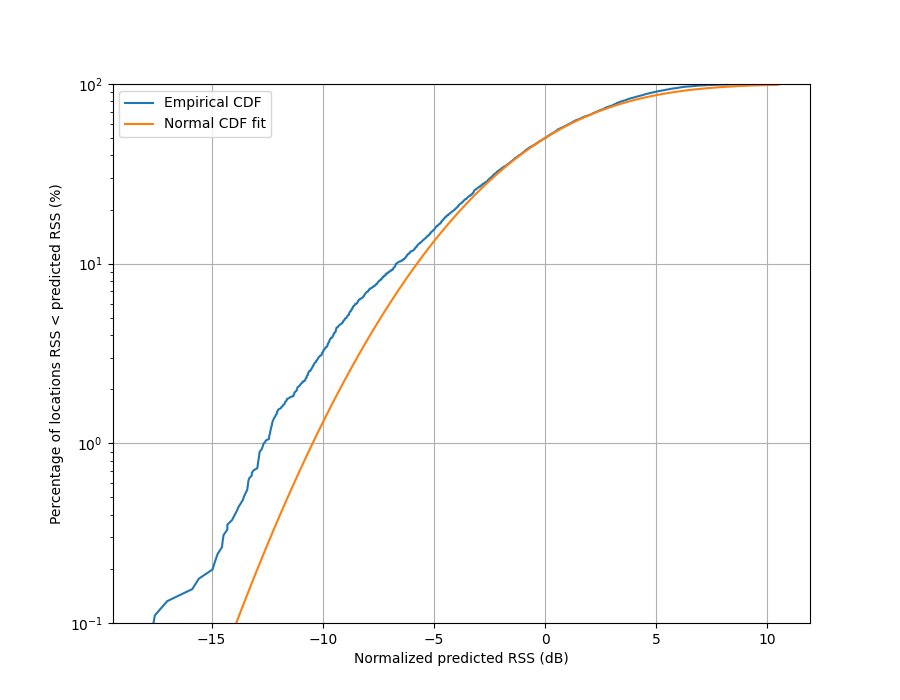 Empirical CDF
Normal CDF fit
Percentage of locations RSS < predicted RSS (%)
10²
10¹
10⁰
10⁻¹
−15 −10 −5 0 5 10
Normalized predicted RSS (dB)